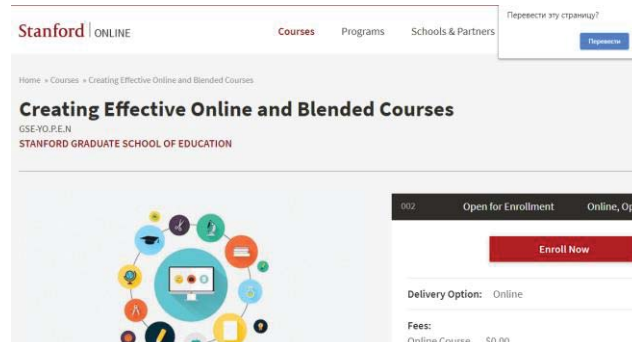 Stanford ONLINE
Courses Programs Schools & Partners
Перевести эту страницу?
Перевести
Home » Courses » Creating Effective Online and Blended Courses
Creating Effective Online and Blended Courses
GSE-YO.P.E.N
STANFORD GRADUATE SCHOOL OF EDUCATION
002 Open for Enrollment Online, Op
Enroll Now
Delivery Option: Online
Fees:
Online Course $0.00